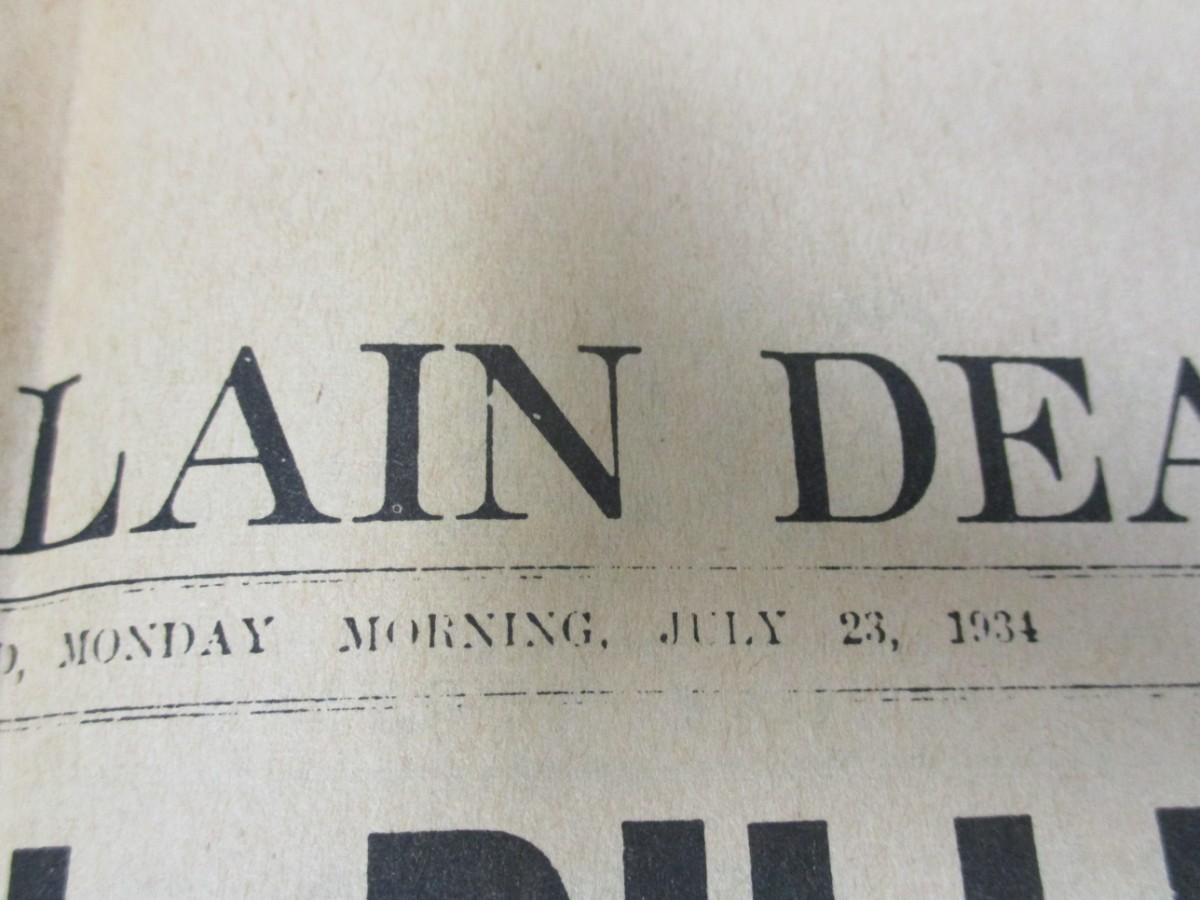 LAIN DEA
D, MONDAY MORNING, JULY 23, 1934